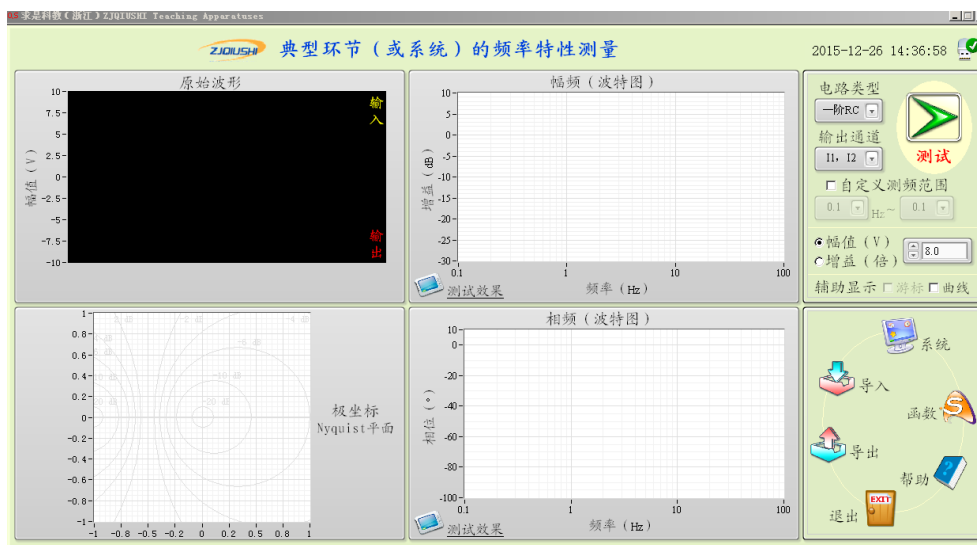 求是科教(浙江)ZJQIUSHI Teaching Apparatuses
ZJQIUSHI 典型环节(或系统)的频率特性测量
2015-12-26 14:36:58
原始波形
10
7.5
5
2.5
0
-2.5
-5
-7.5
-10
幅值(V)
输入
输出
幅频(波特图)
10
5
0
-5
-10
-15
-20
-25
-30
增益(dB)
0.1 1 10 100
测试效果
频率(Hz)
电路类型
一阶RC
输出通道
I1, I2
测试
自定义测频范围
0.1 Hz~ 0.1
幅值(V)
增益(倍)
8.0
辅助显示 游标 曲线
1
0.8
0.6
0.4
0.2
0
-0.2
-0.4
-0.6
-0.8
-1
-1 -0.8 -0.5 -0.2 0 0.2 0.5 0.8 1
极坐标
Nyquist平面
相频(波特图)
10
0
-20
-40
-60
-80
-100
相位(°)
0.1 1 10 100
测试效果
频率(Hz)
系统
导入
函数
导出
帮助
EXIT
退出